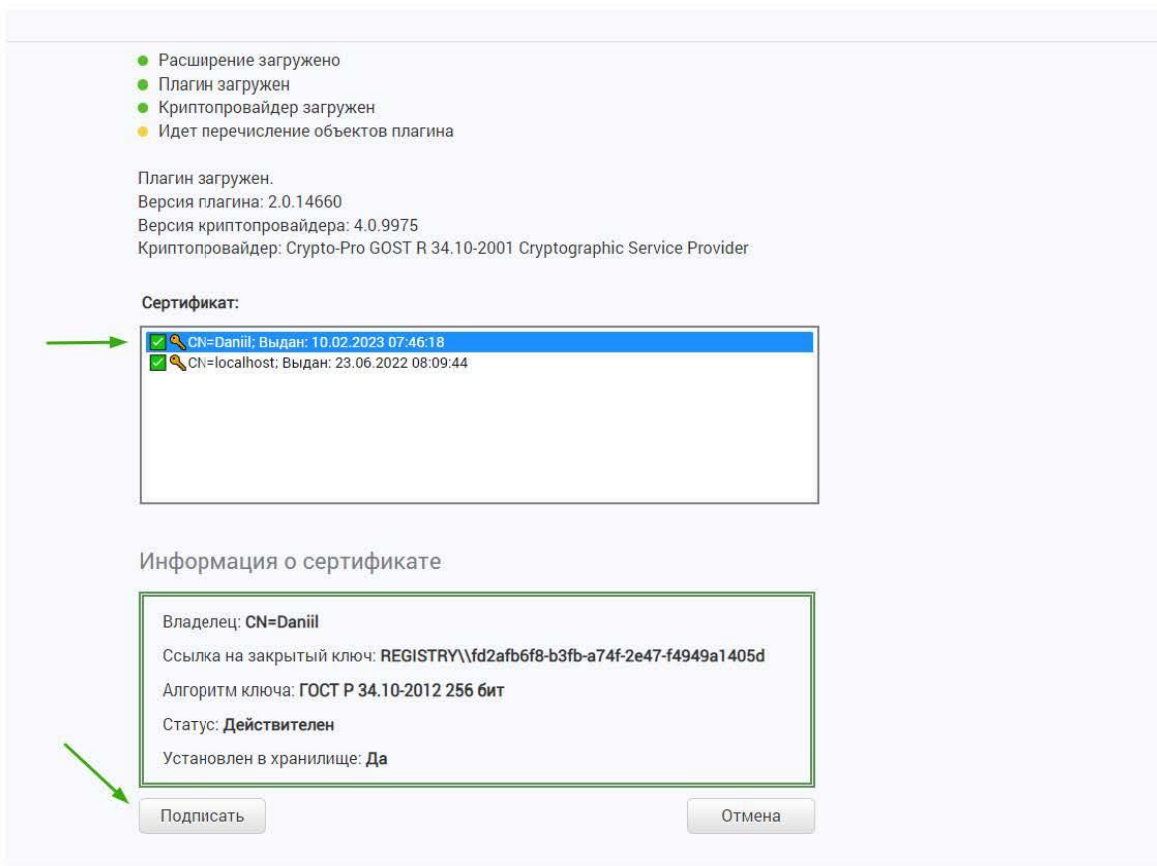 Расширение загружено
Плагин загружен
Криптопровайдер загружен
Идет перечисление объектов плагина
Плагин загружен.
Версия плагина: 2.0.14660
Версия криптопровайдера: 4.0.9975
Криптопровайдер: Crypto-Pro GOST R 34.10-2001 Cryptographic Service Provider
Сертификат:
CN=Daniil; Выдан: 10.02.2023 07:46:18
CN=localhost; Выдан: 23.06.2022 08:09:44
Информация о сертификате
Владелец: CN=Daniil
Ссылка на закрытый ключ: REGISTRY\\fd2afb6f8-b3fb-a74f-2e47-f4949a1405d
Алгоритм ключа: ГОСТ Р 34.10-2012 256 бит
Статус: Действителен
Установлен в хранилище: Да
Подписать Отмена